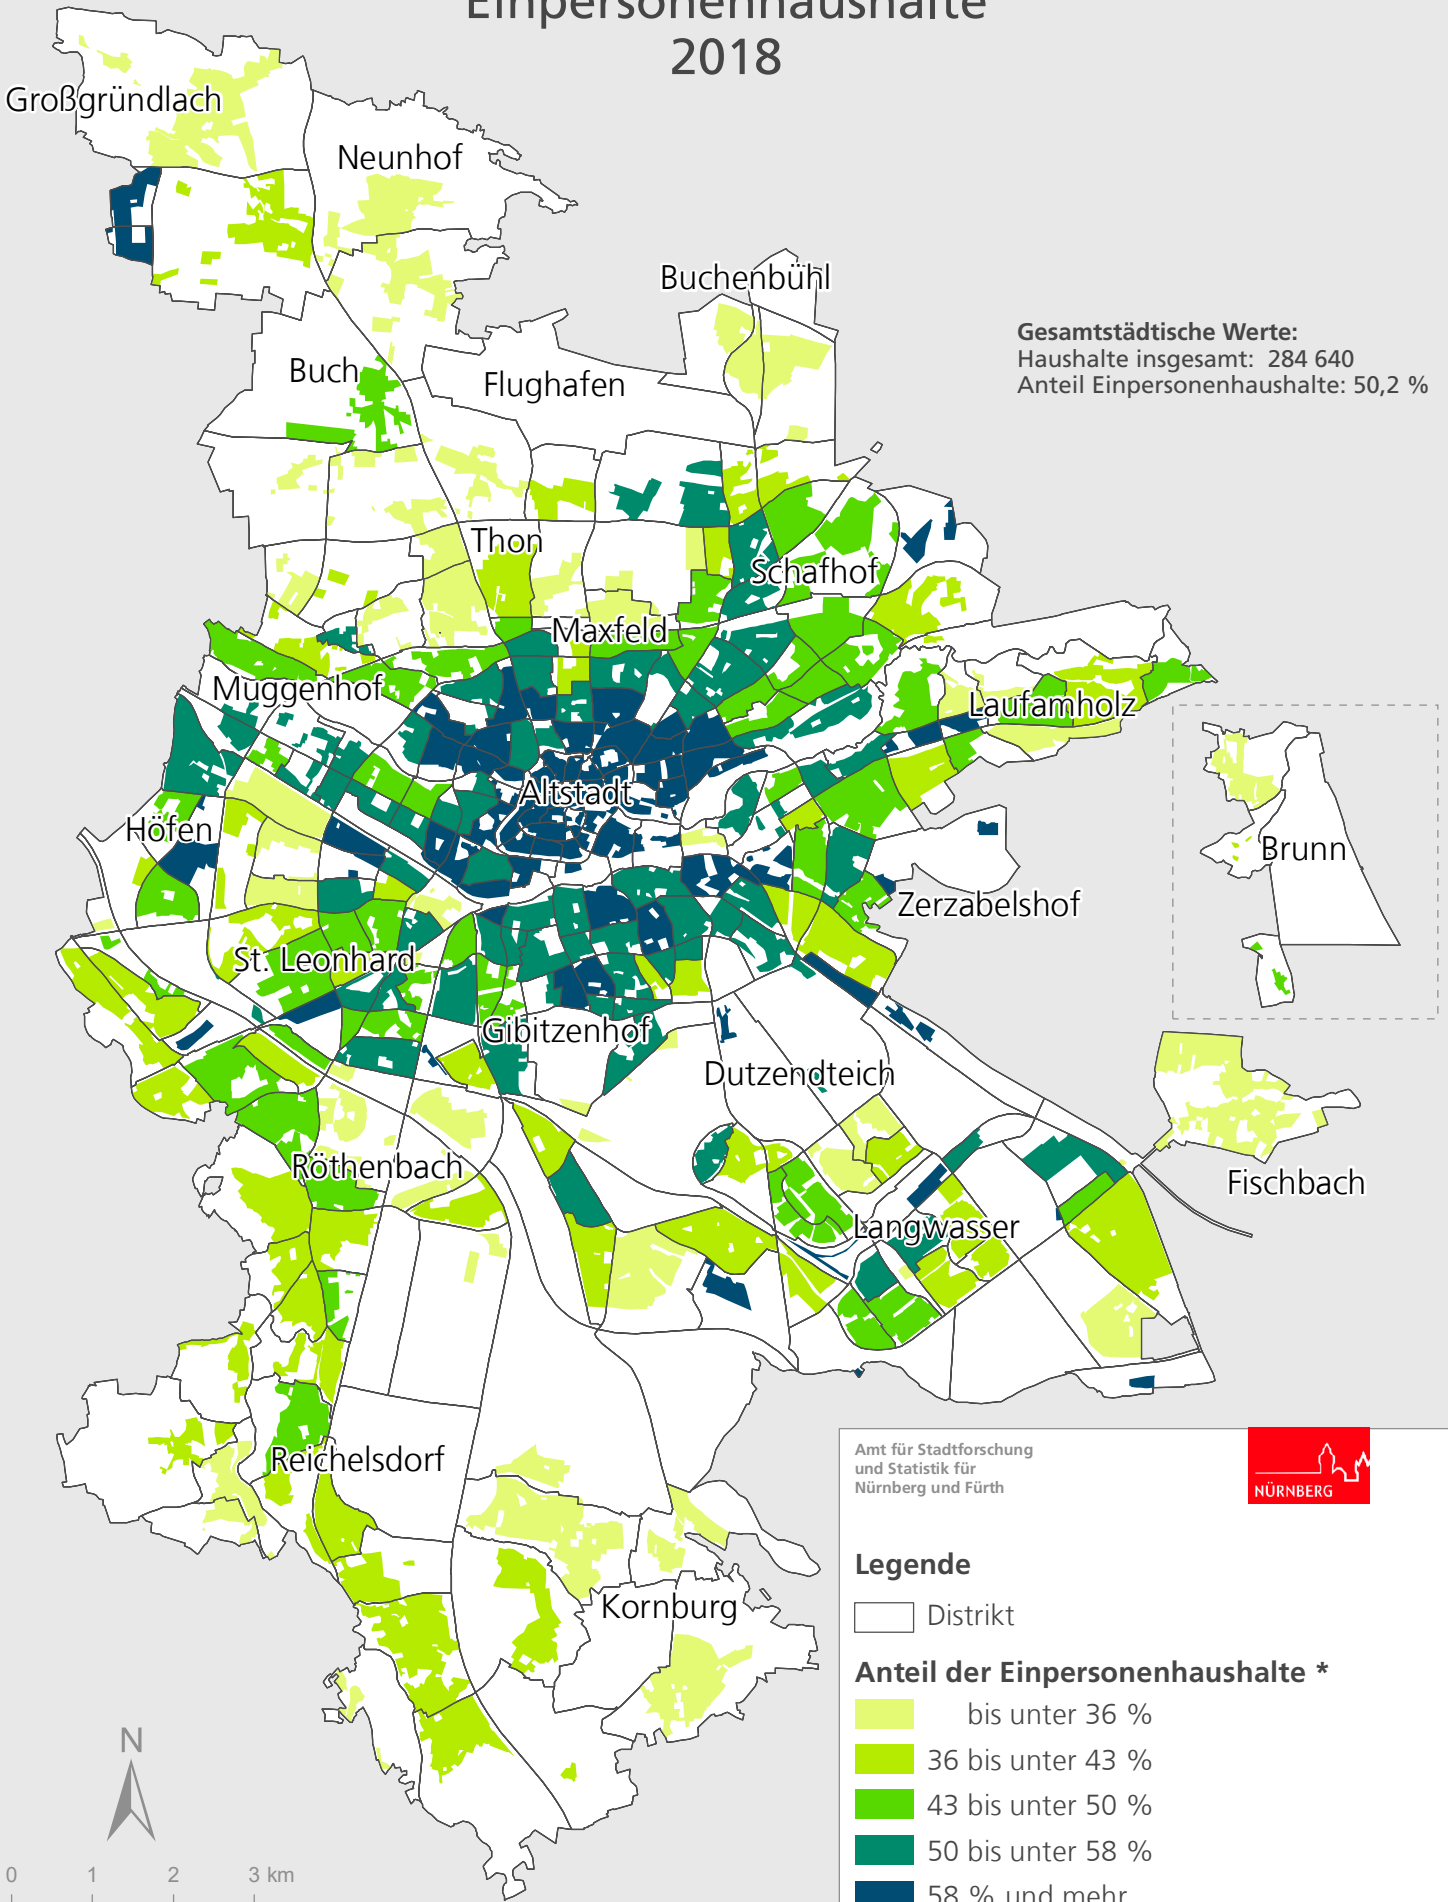 Einpersonenhaushalte
2018
Großgründlach
Neunhof
Buchenbühl
Gesamtstädtische Werte:
Haushalte insgesamt: 284 640
Anteil Einpersonenhaushalte: 50,2 %
Buch
Flughafen
Thon
Schafhof
Maxfeld
Muggenhof
Laufamholz
Altstadt
Höfen
Brunn
Zerzabelshof
St. Leonhard
Gibitzenhof
Dutzendteich
Röthenbach
Fischbach
Langwasser
Reichelsdorf
Kornburg
Amt für Stadtforschung
und Statistik für
Nürnberg und Fürth
NÜRNBERG
Legende
Distrikt
Anteil der Einpersonenhaushalte *
bis unter 36 %
36 bis unter 43 %
43 bis unter 50 %
50 bis unter 58 %
58 % und mehr
N
0 1 2 3 km